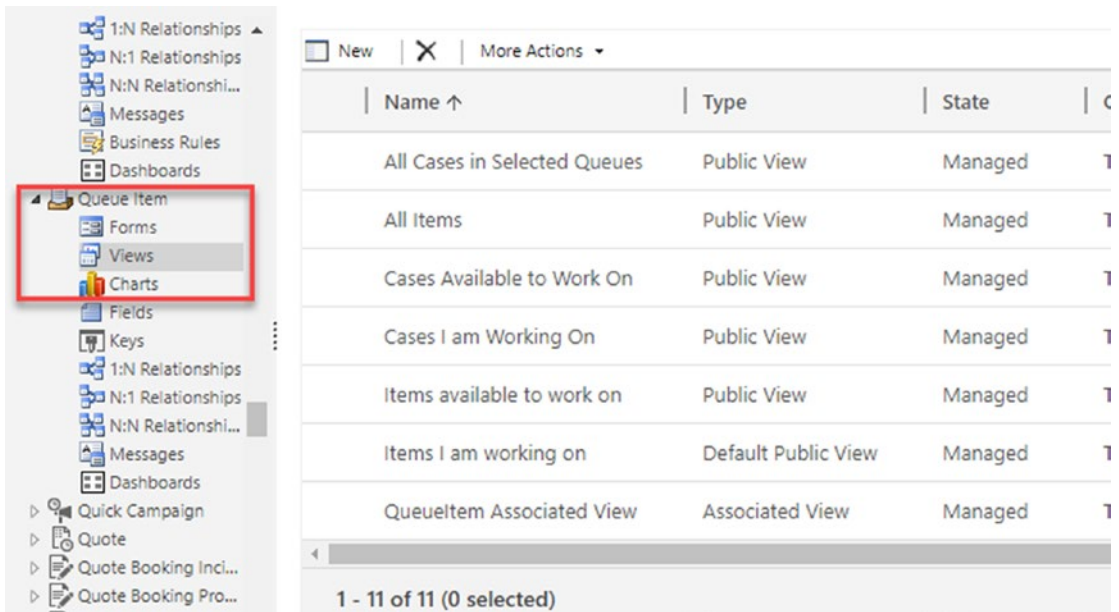 1:N Relationships
N:1 Relationships
N:N Relationshi...
Messages
Business Rules
Dashboards
Queue Item
Forms
Views
Charts
Fields
Keys
1:N Relationships
N:1 Relationships
N:N Relationshi...
Messages
Dashboards
Quick Campaign
Quote
Quote Booking Inci...
Quote Booking Pro...
New More Actions
Name ↑ Type State
All Cases in Selected Queues Public View Managed
All Items Public View Managed
Cases Available to Work On Public View Managed
Cases I am Working On Public View Managed
Items available to work on Public View Managed
Items I am working on Default Public View Managed
QueueItem Associated View Associated View Managed
1 - 11 of 11 (0 selected)